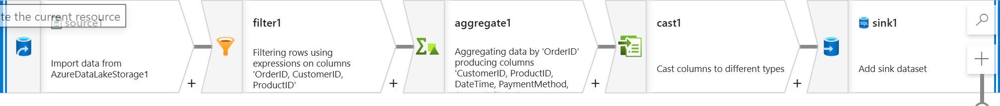 te the current resource
source1
Import data from
AzureDataLakeStorage1
+
filter1
Filtering rows using
expressions on columns
'OrderID, CustomerID,
ProductID'
+
aggregate1
Aggregating data by 'OrderID'
producing columns
'CustomerID, ProductID,
DateTime, PaymentMethod,
+
cast1
Cast columns to different types
+
SQL
sink1
Add sink dataset